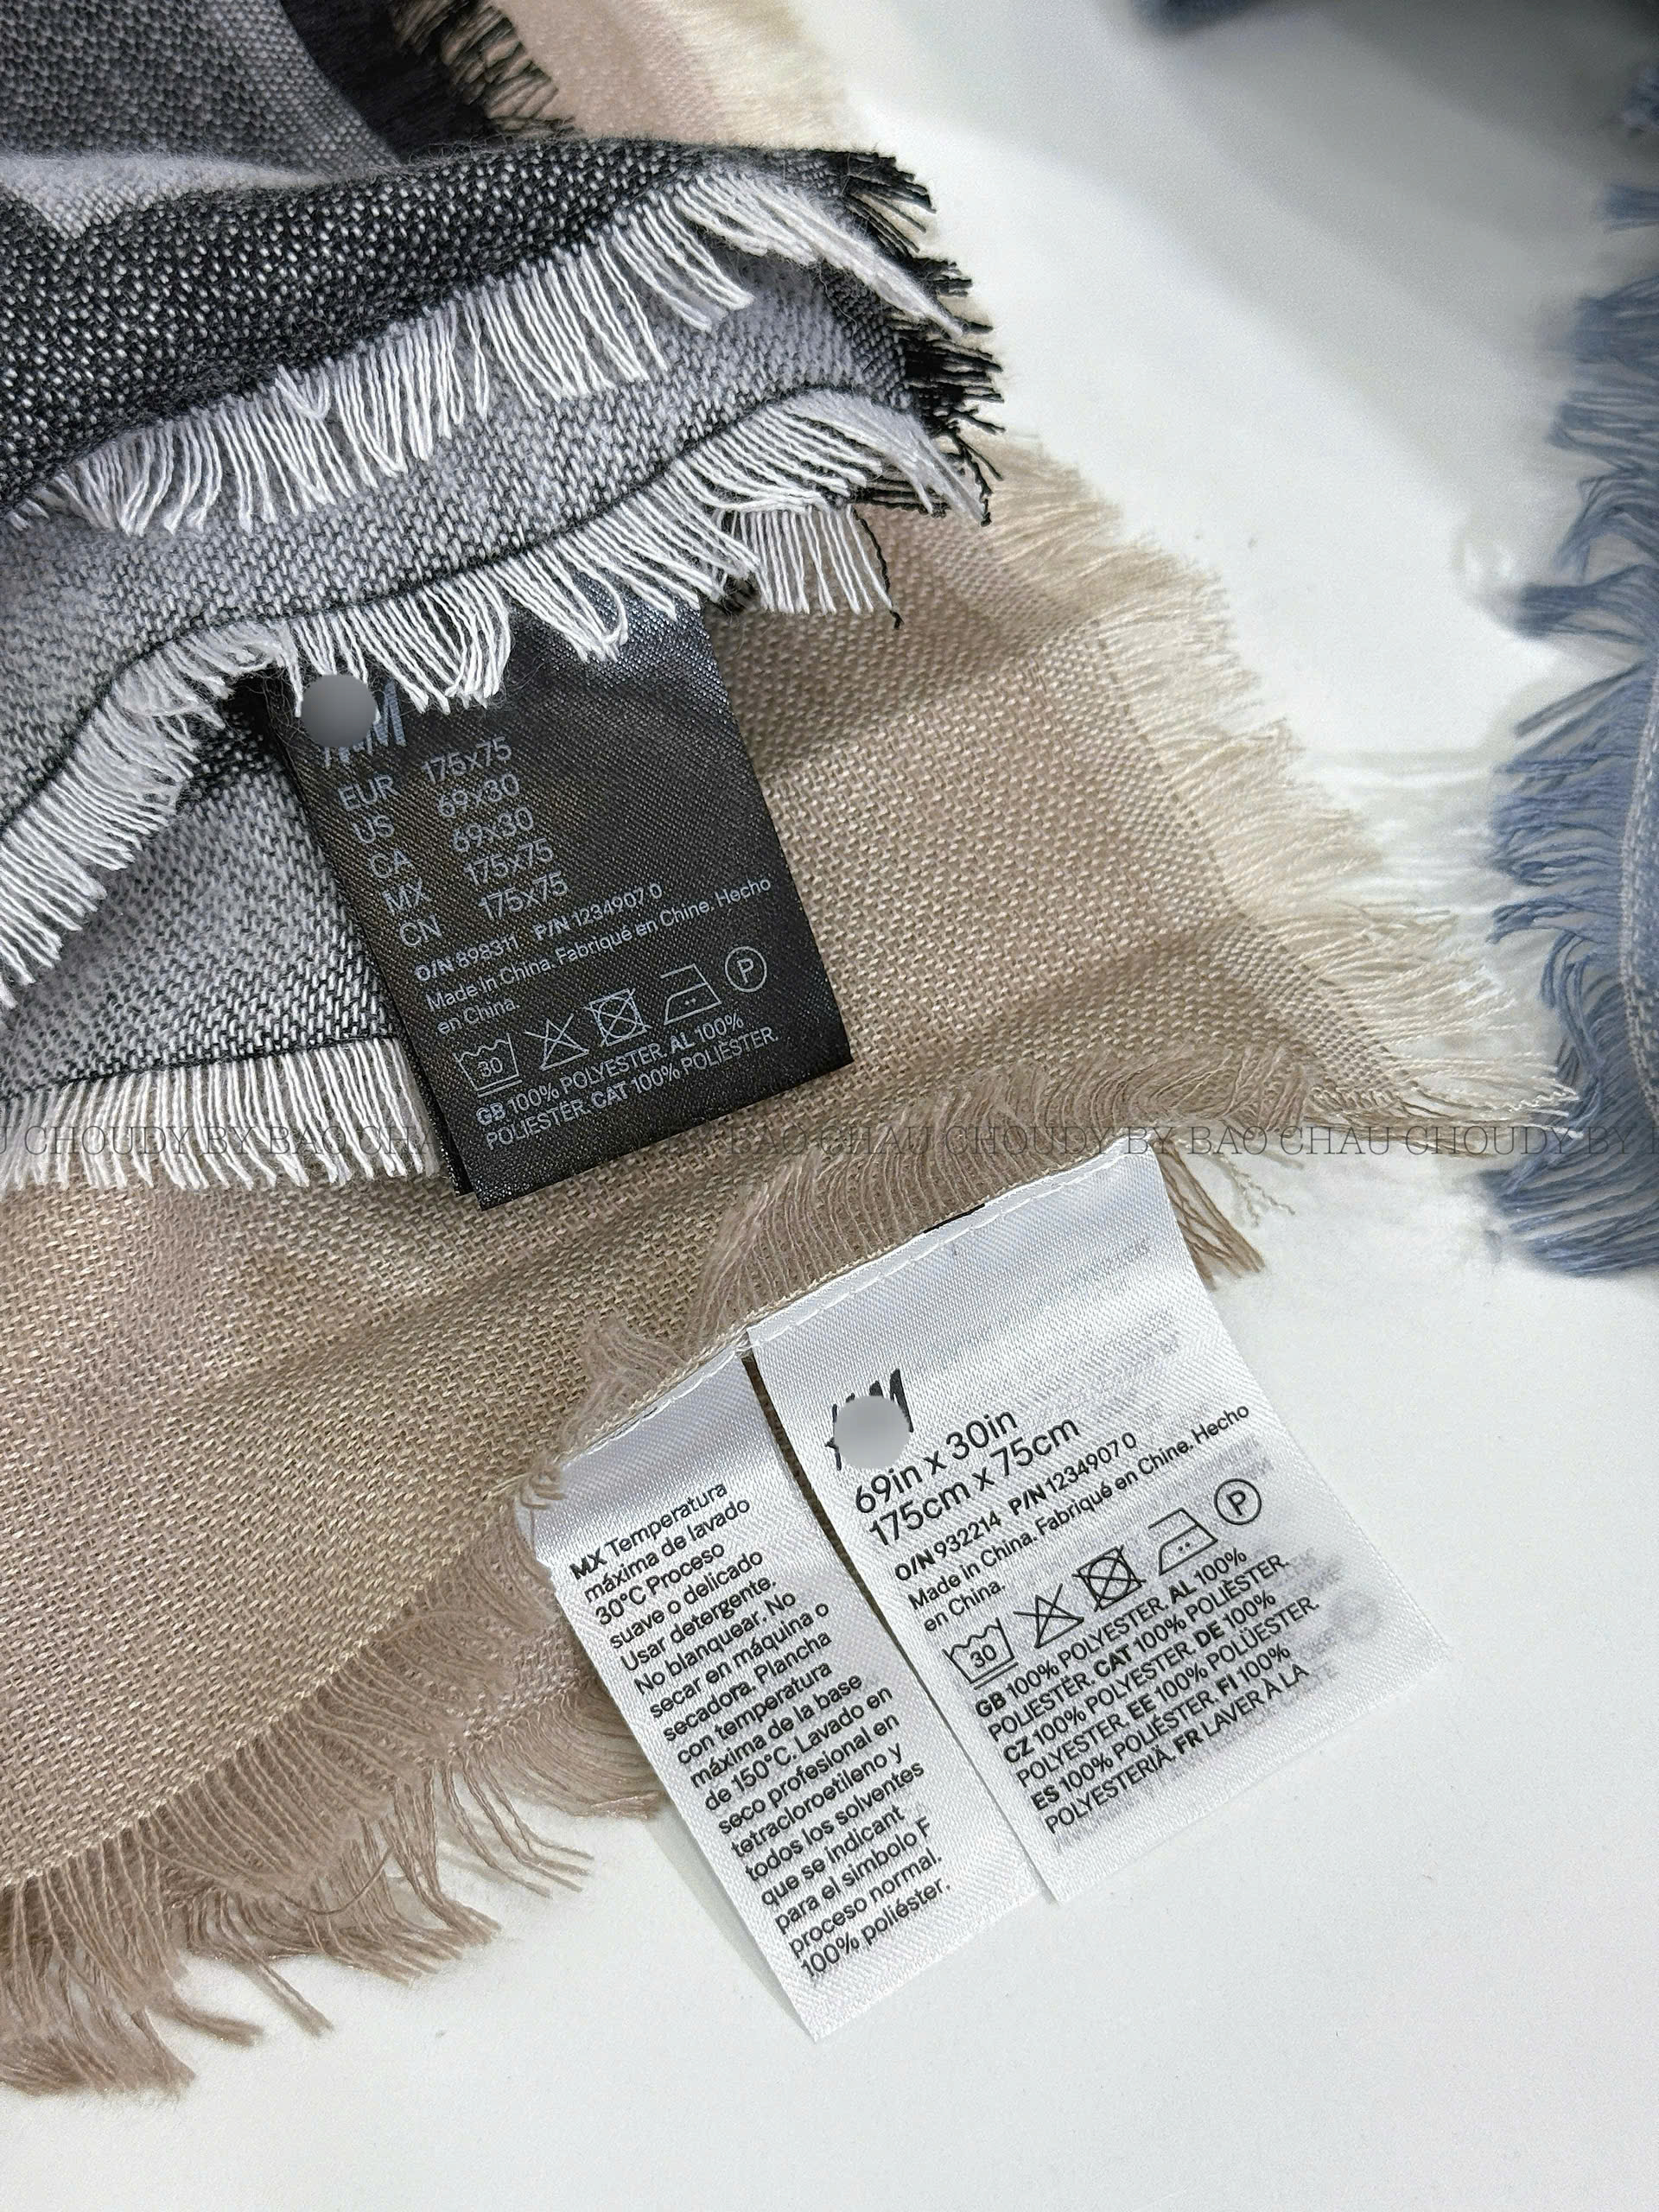 M
EUR 175x75
US 69x30
CA 69x30
MX 175x75
CN 175x75
O/N 898311 P/N 1234907 0
Made in China. Fabriqué en Chine. Hecho
en China.
30 P
GB 100% POLYESTER. AL 100%
POLIESTËR. CAT 100% POLIÈSTER.
CHOUDY BY BAO CHAU CHOUDY BY BAO CHAU CHOUDY BY
M
69in x 30in
175cm x 75cm
O/N 932214 P/N 1234907 0
Made in China. Fabriqué en Chine. Hecho
en China.
30 P
GB 100% POLYESTER. AL 100%
POLIESTËR. CAT 100% POLIÈSTER.
CZ 100% POLYESTER. DE 100%
POLYESTER. EE 100% POLÜESTER.
ES 100% POLIÉSTER. FI 100%
POLYESTERIÄ. FR LAVER À LA
MX Temperatura
máxima de lavado
30°C Proceso
suave o delicado
Usar detergente.
No blanquear. No
secar en máquina o
secadora. Plancha
con temperatura
máxima de la base
de 150°C. Lavado en
seco profesional en
tetracloroetileno y
todos los solventes
que se indicant
para el simbolo F
proceso normal.
100% poliéster.